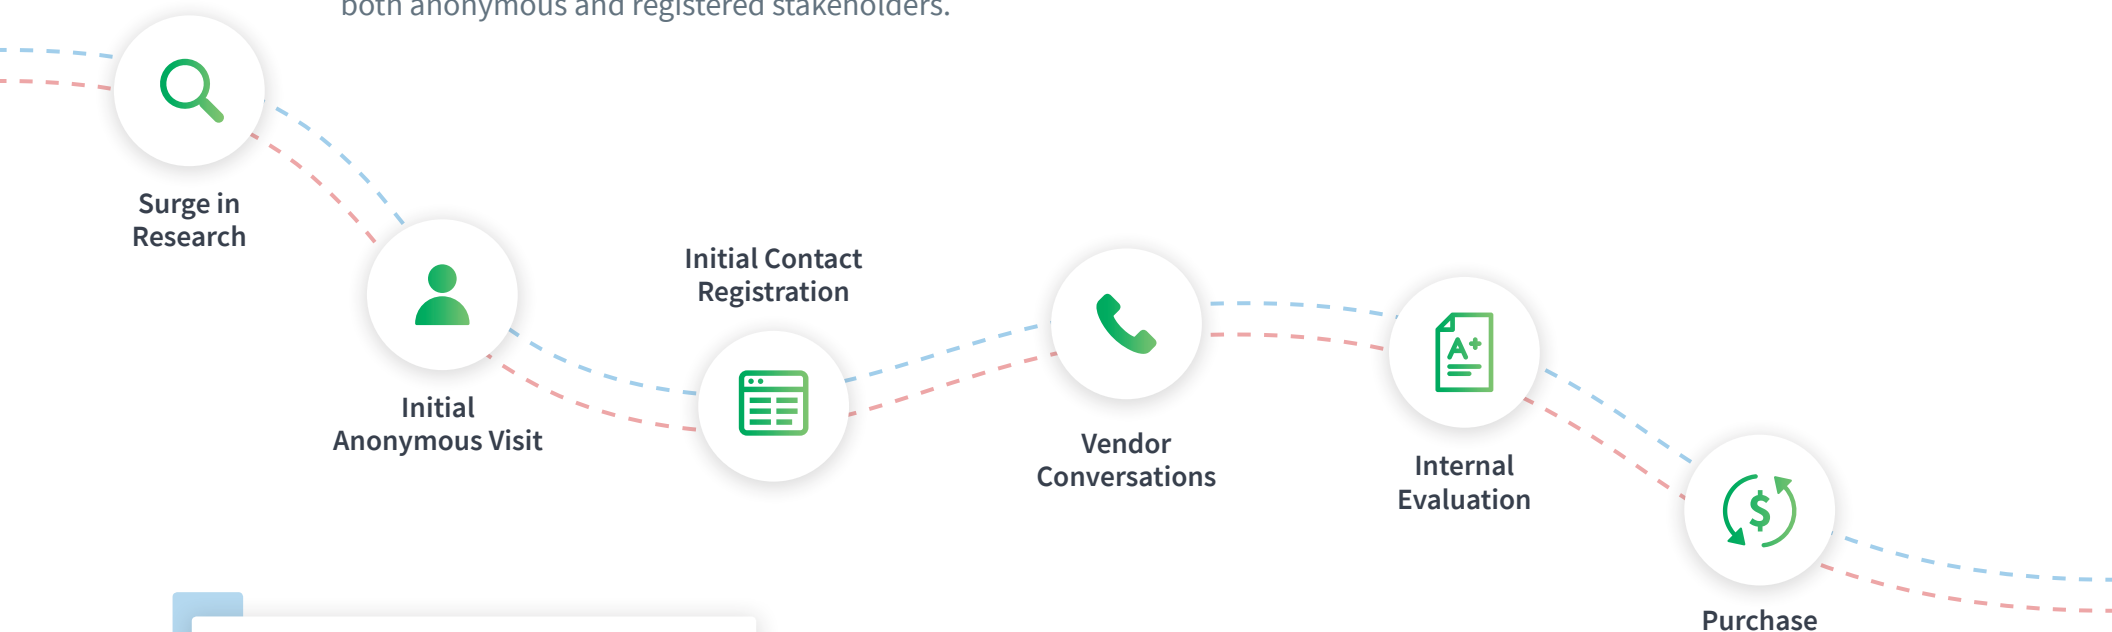 both anonymous and registered stakeholders.
Surge in
Research
Initial
Anonymous Visit
Initial Contact
Registration
Vendor
Conversations
A+
Internal
Evaluation
$
Purchase